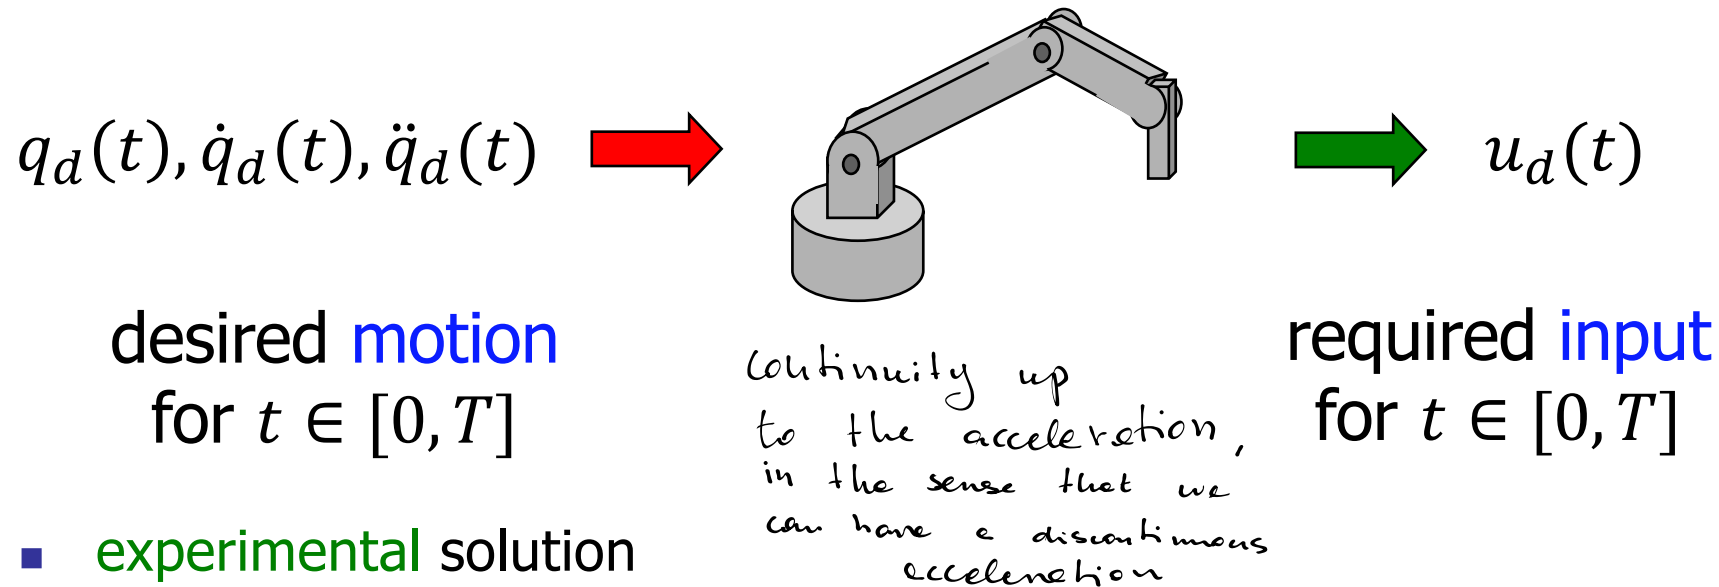 q_d(t), q̇_d(t), q̈_d(t)
u_d(t)
desired motion
for t ∈ [0, T]
continuity up
to the acceleration,
in the sense that we
can have a discontinuous
acceleration
required input
for t ∈ [0, T]
▪ experimental solution